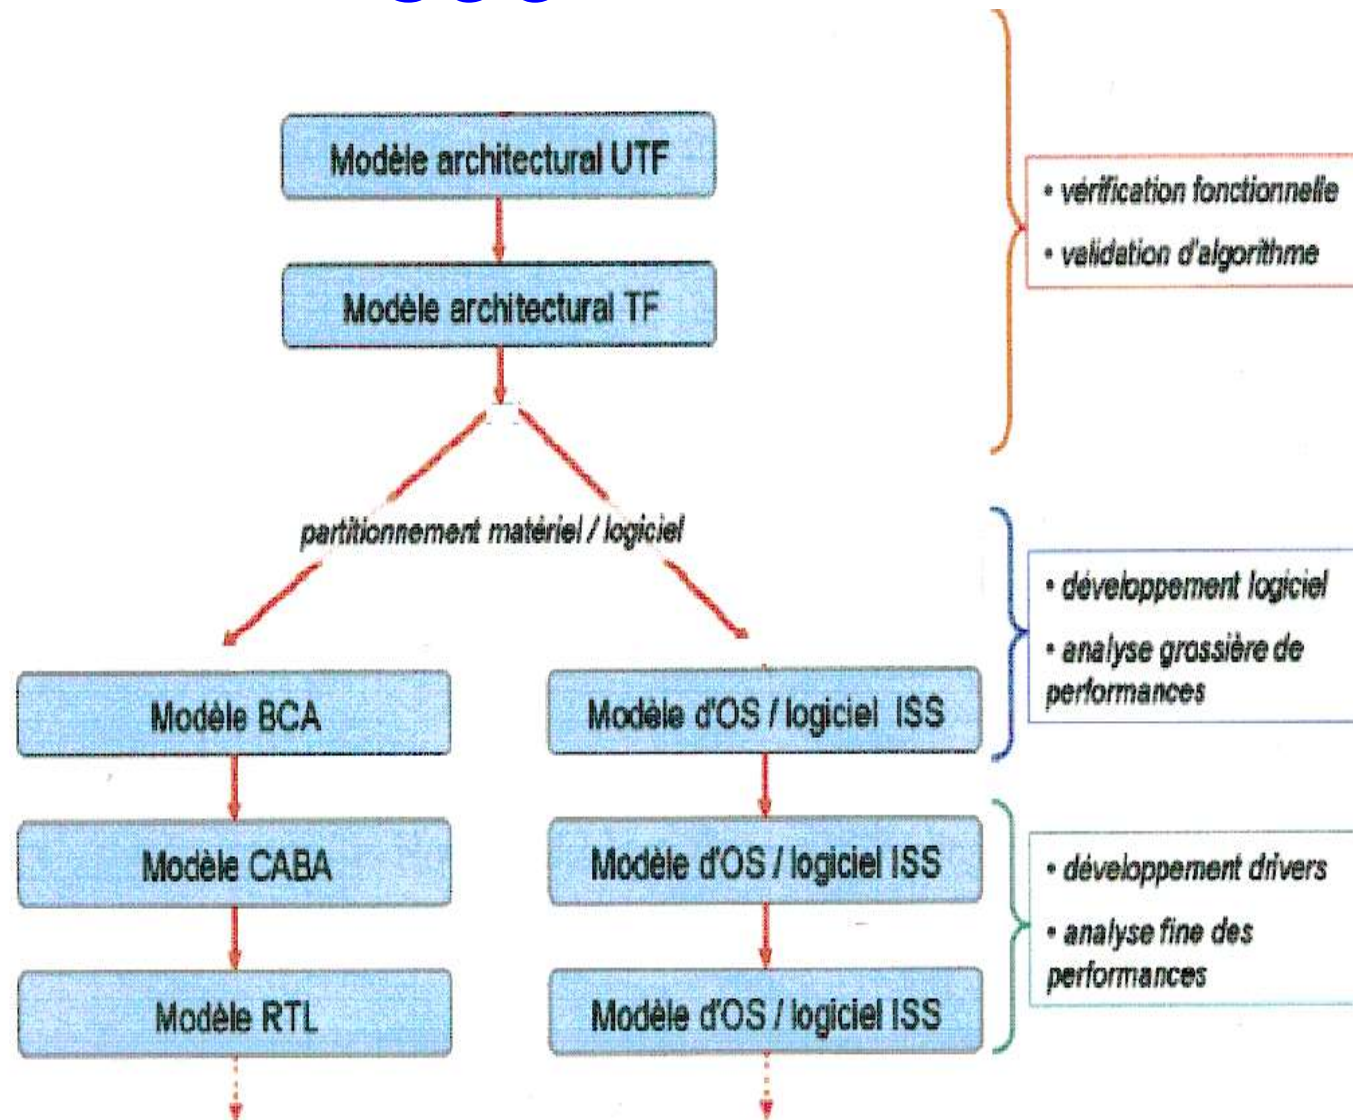 Modèle architectural UTF
Modèle architectural TF
• vérification fonctionnelle
• validation d'algorithme
partitionnement matériel / logiciel
Modèle BCA
Modèle d'OS / logiciel ISS
• développement logiciel
• analyse grossière de
performances
Modèle CABA
Modèle d'OS / logiciel ISS
Modèle RTL
Modèle d'OS / logiciel ISS
• développement drivers
• analyse fine des
performances